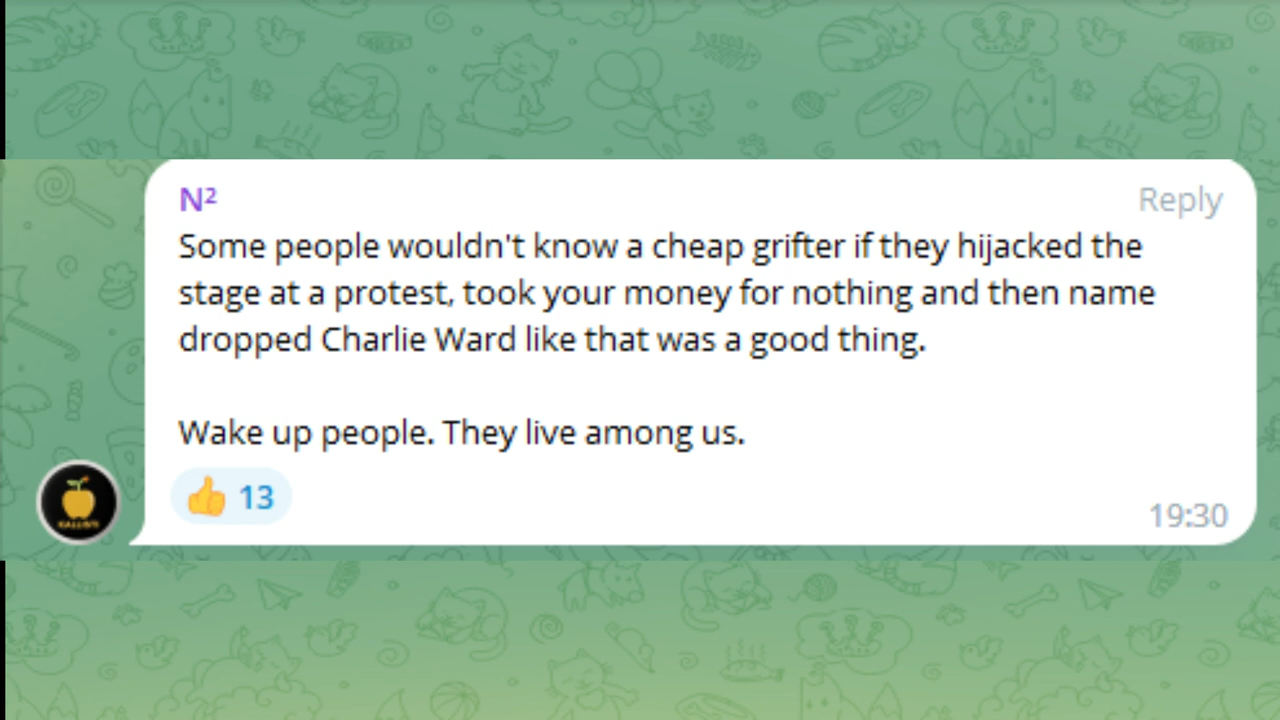 N²
Reply
Some people wouldn't know a cheap grifter if they hijacked the
stage at a protest, took your money for nothing and then name
dropped Charlie Ward like that was a good thing.
Wake up people. They live among us.
KALLISTI
👍 13
19:30